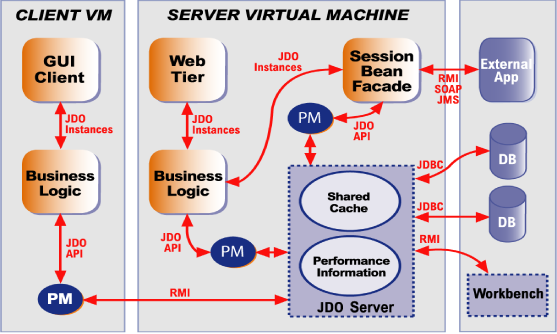 CLIENT VM
SERVER VIRTUAL MACHINE
GUI
Client
Web
Tier
JDO
Instances
Session
Bean
Facade
RMI
SOAP
JMS
External
App
JDO
Instances
JDO
Instances
PM
JDO
API
Business
Logic
Business
Logic
JDBC
DB
Shared
Cache
JDBC
DB
JDO
API
JDO
API
PM
RMI
Performance
Information
PM
RMI
JDO Server
Workbench